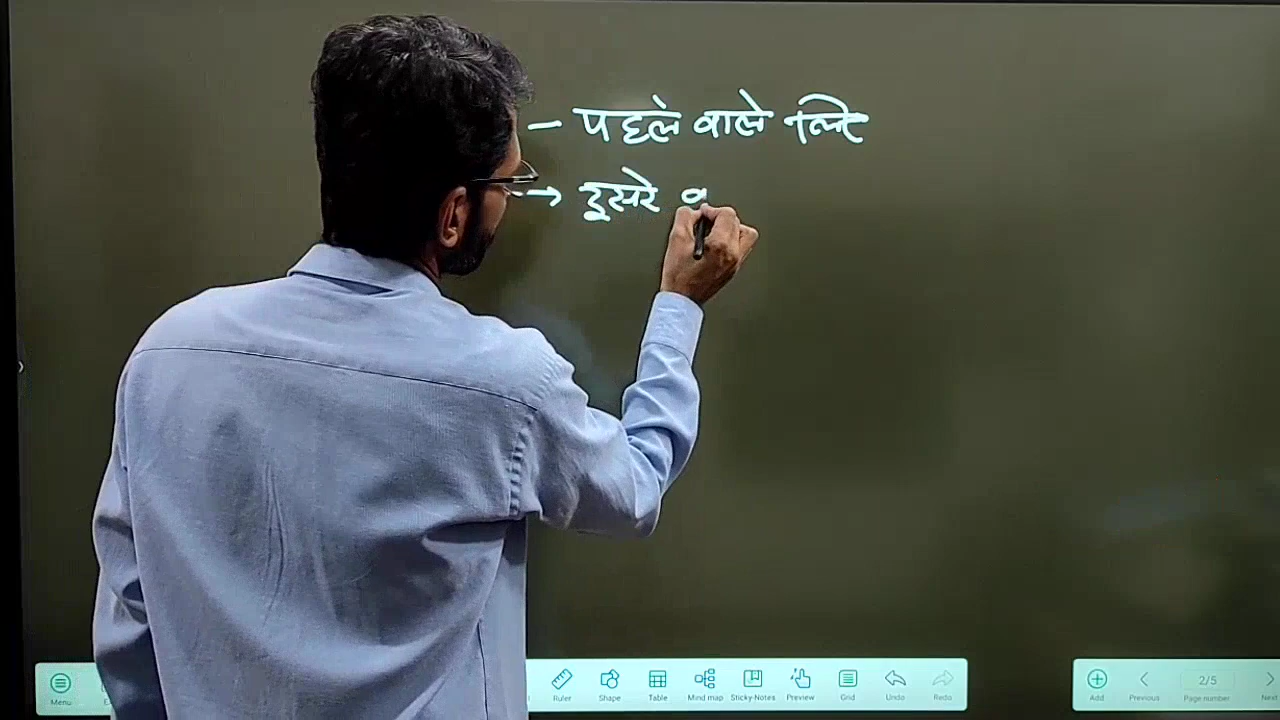 – पहले वाले
→ दूसरे व
Menu Ruler Shape Table Mind map Sticky-Notes Preview Grid Undo Redo Add Previous 2/5 Page number Next